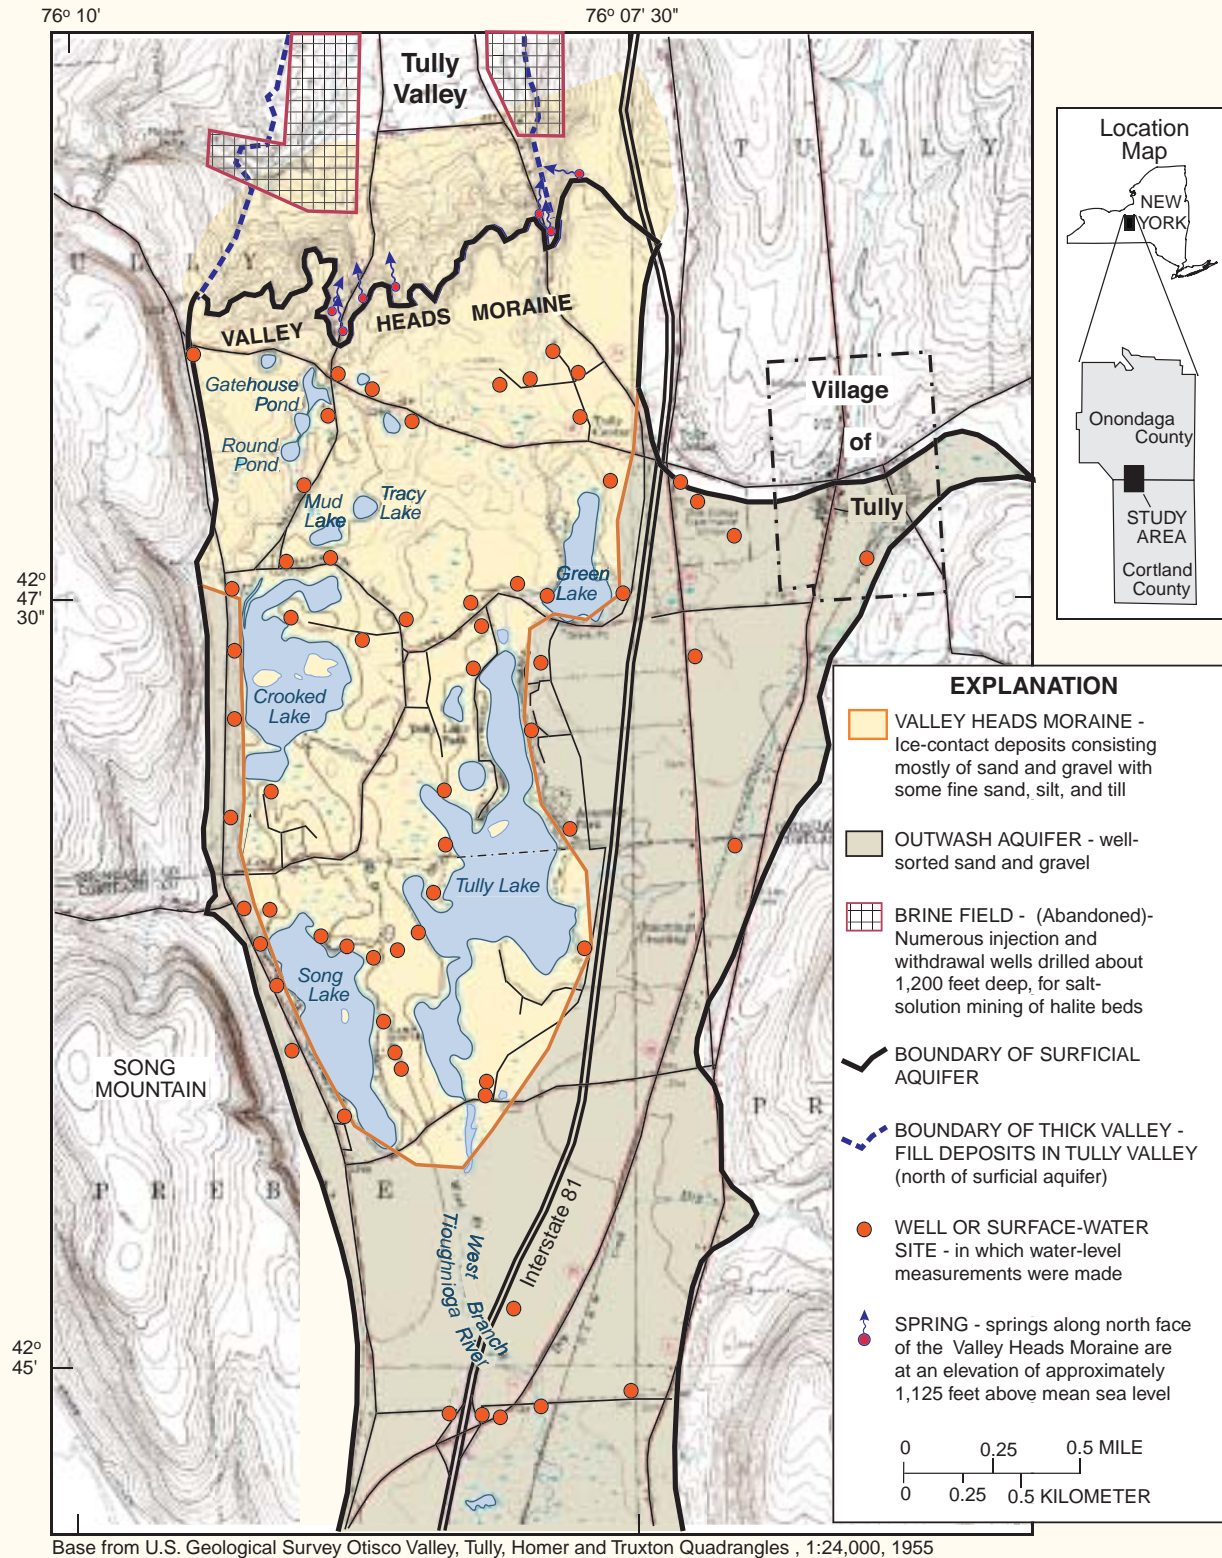 76º 10'
76º 07' 30"
Tully
Valley
T U L L Y
U L L Y
VALLEY HEADS MORAINE
Gatehouse
Pond
Round
Pond
Mud
Lake
Tracy
Lake
Green
Lake
Village
of
Tully
42º
47'
30"
Crooked
Lake
Tully Lake
Song
Lake
SONG
MOUNTAIN
P R E B L E
P R
West Branch
Tioughnioga River
Interstate 81
42º
45'
Location
Map
NEW
YORK
Onondaga
County
STUDY
AREA
Cortland
County
EXPLANATION
VALLEY HEADS MORAINE -
Ice-contact deposits consisting
mostly of sand and gravel with
some fine sand, silt, and till
OUTWASH AQUIFER - well-
sorted sand and gravel
BRINE FIELD - (Abandoned)-
Numerous injection and
withdrawal wells drilled about
1,200 feet deep, for salt-
solution mining of halite beds
BOUNDARY OF SURFICIAL
AQUIFER
BOUNDARY OF THICK VALLEY -
FILL DEPOSITS IN TULLY VALLEY
(north of surficial aquifer)
WELL OR SURFACE-WATER
SITE - in which water-level
measurements were made
SPRING - springs along north face
of the Valley Heads Moraine are
at an elevation of approximately
1,125 feet above mean sea level
0 0.25 0.5 MILE
0 0.25 0.5 KILOMETER
Base from U.S. Geological Survey Otisco Valley, Tully, Homer and Truxton Quadrangles , 1:24,000, 1955